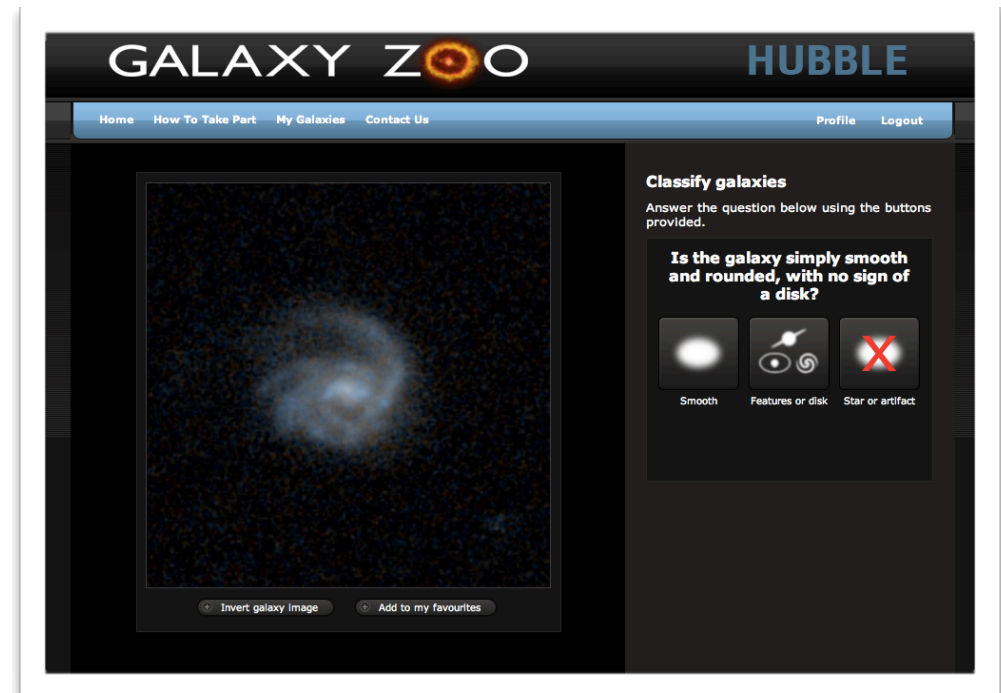 GALAXY ZOO
HUBBLE
Home How To Take Part My Galaxies Contact Us
Profile Logout
Classify galaxies
Answer the question below using the buttons
provided.
Is the galaxy simply smooth
and rounded, with no sign of
a disk?
X
Smooth Features or disk Star or artifact
Invert galaxy image Add to my favourites